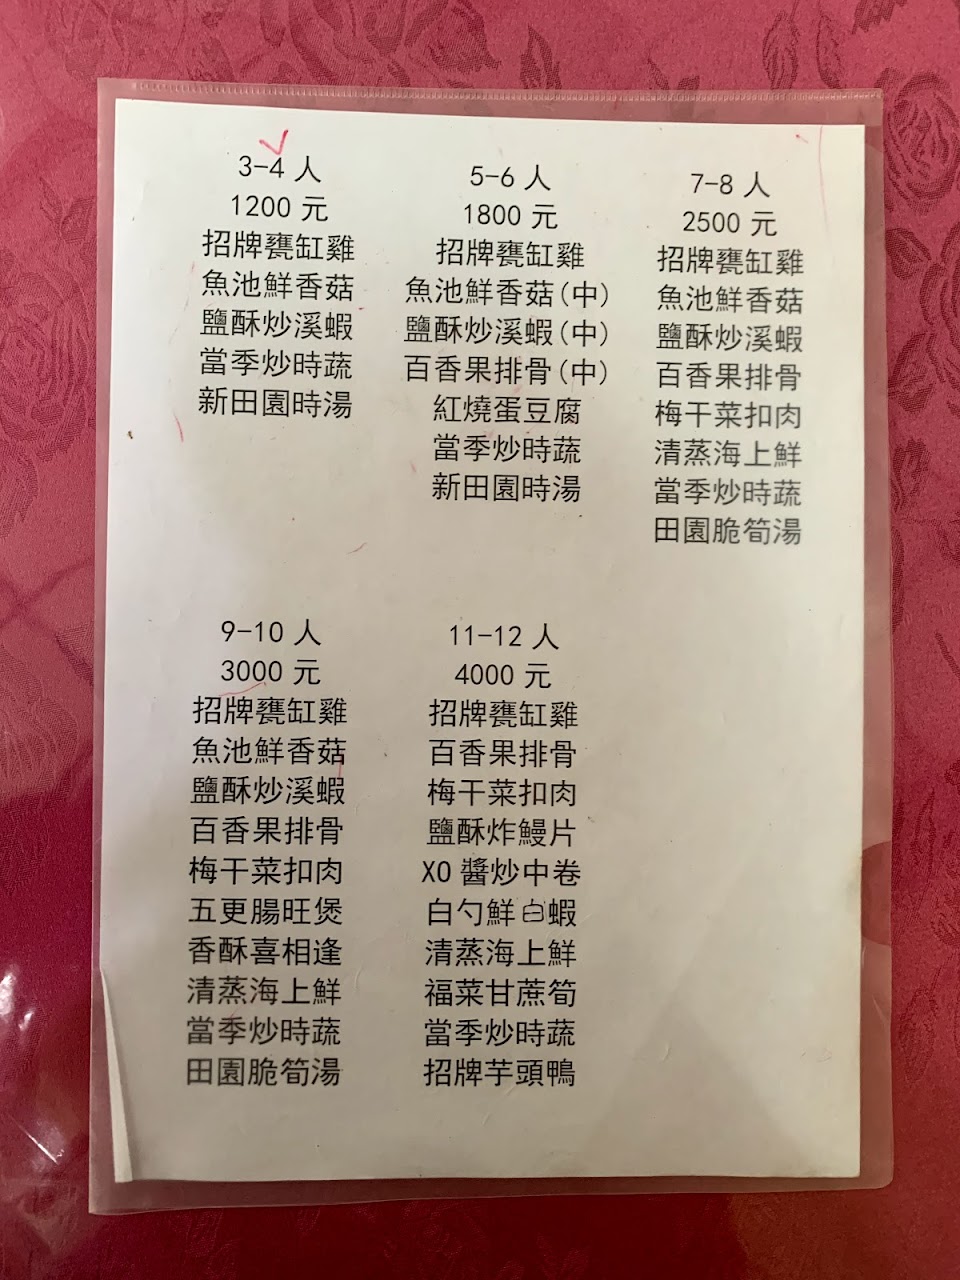 3-4 人
1200 元
招牌甕缸雞
魚池鮮香菇
鹽酥炒溪蝦
當季炒時蔬
新田園時湯
5-6 人
1800 元
招牌甕缸雞
魚池鮮香菇(中)
鹽酥炒溪蝦(中)
百香果排骨(中)
紅燒蛋豆腐
當季炒時蔬
新田園時湯
7-8 人
2500 元
招牌甕缸雞
魚池鮮香菇
鹽酥炒溪蝦
百香果排骨
梅干菜扣肉
清蒸海上鮮
當季炒時蔬
田園脆筍湯
9-10 人
3000 元
招牌甕缸雞
魚池鮮香菇
鹽酥炒溪蝦
百香果排骨
梅干菜扣肉
五更腸旺煲
香酥喜相逢
清蒸海上鮮
當季炒時蔬
田園脆筍湯
11-12 人
4000 元
招牌甕缸雞
百香果排骨
梅干菜扣肉
鹽酥炸鰻片
XO 醬炒中卷
白勺鮮白蝦
清蒸海上鮮
福菜甘蔗筍
當季炒時蔬
招牌芋頭鴨